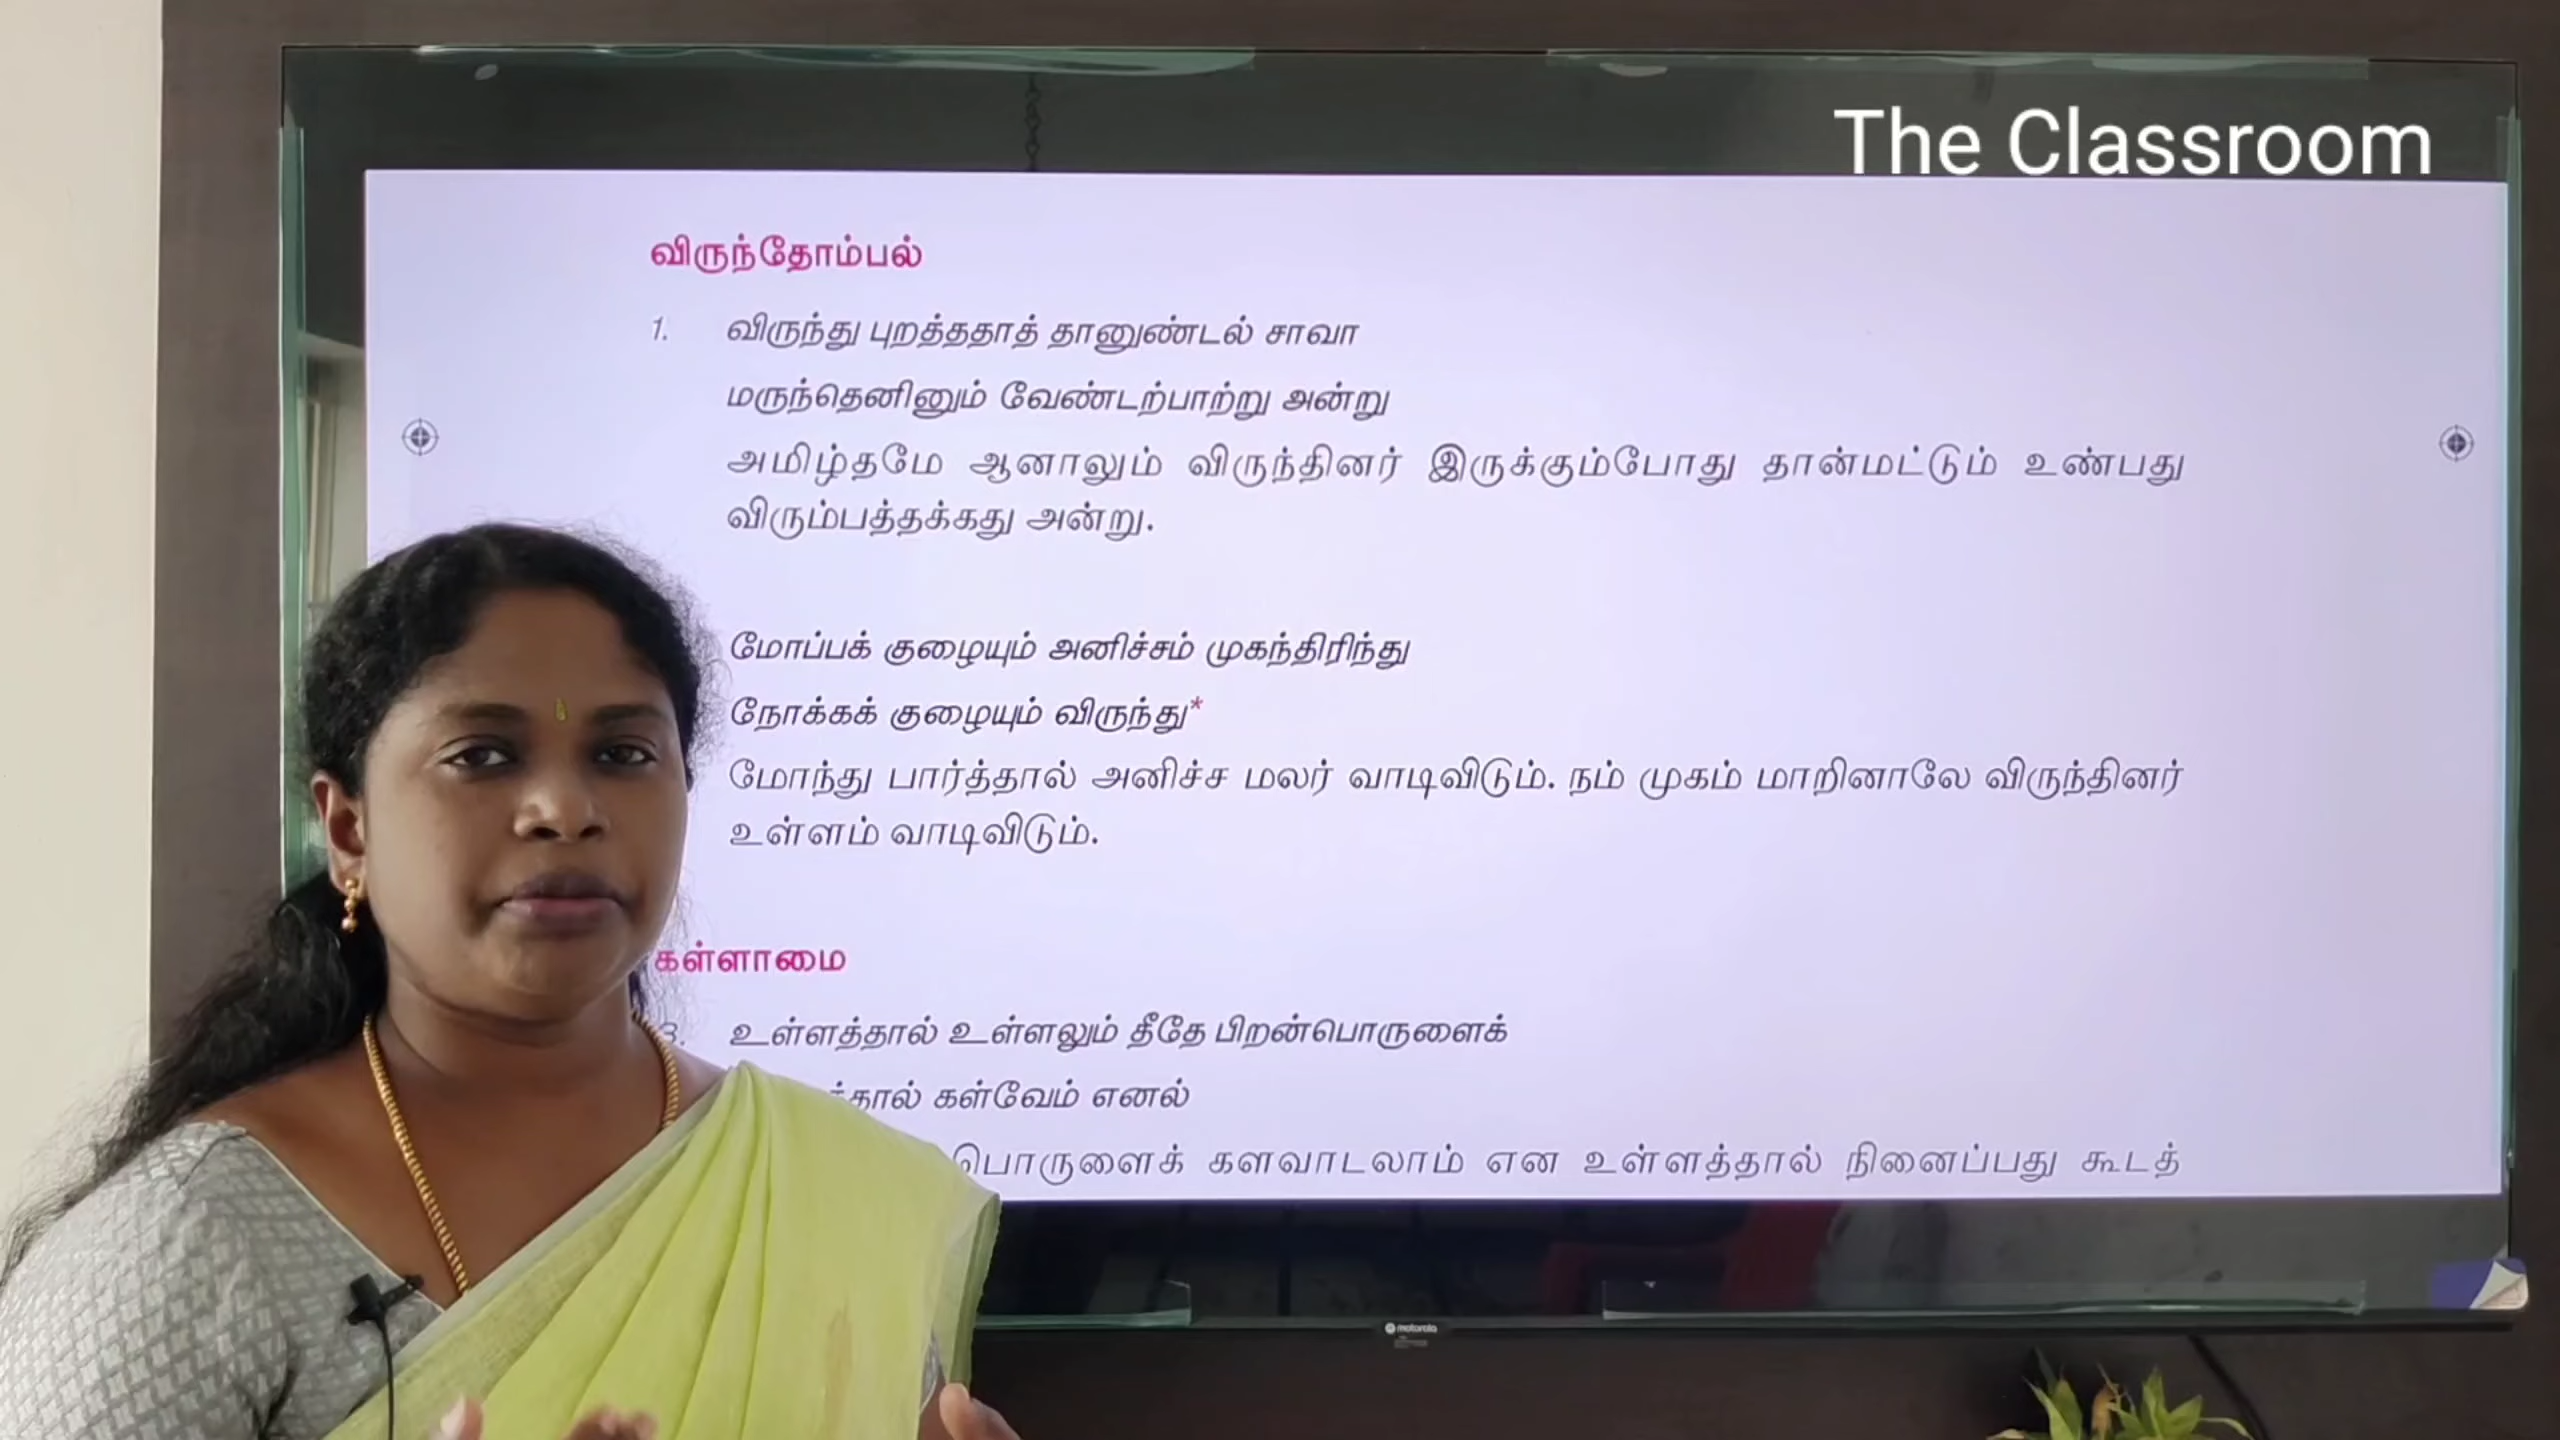 The Classroom
விருந்தோம்பல்
1. விருந்து புறத்ததாத் தானுண்டல் சாவா
மருந்தெனினும் வேண்டற்பாற்று அன்று
அமிழ்தமே ஆனாலும் விருந்தினர் இருக்கும்போது தான்மட்டும் உண்பது
விரும்பத்தக்கது அன்று.
மோப்பக் குழையும் அனிச்சம் முகந்திரிந்து
நோக்கக் குழையும் விருந்து*
மோந்து பார்த்தால் அனிச்ச மலர் வாடிவிடும். நம் முகம் மாறினாலே விருந்தினர்
உள்ளம் வாடிவிடும்.
கள்ளாமை
3. உள்ளத்தால் உள்ளலும் தீதே பிறன்பொருளைக்
கள்வேம் எனல்
பொருளைக் களவாடலாம் என உள்ளத்தால் நினைப்பது கூடத்
motorola